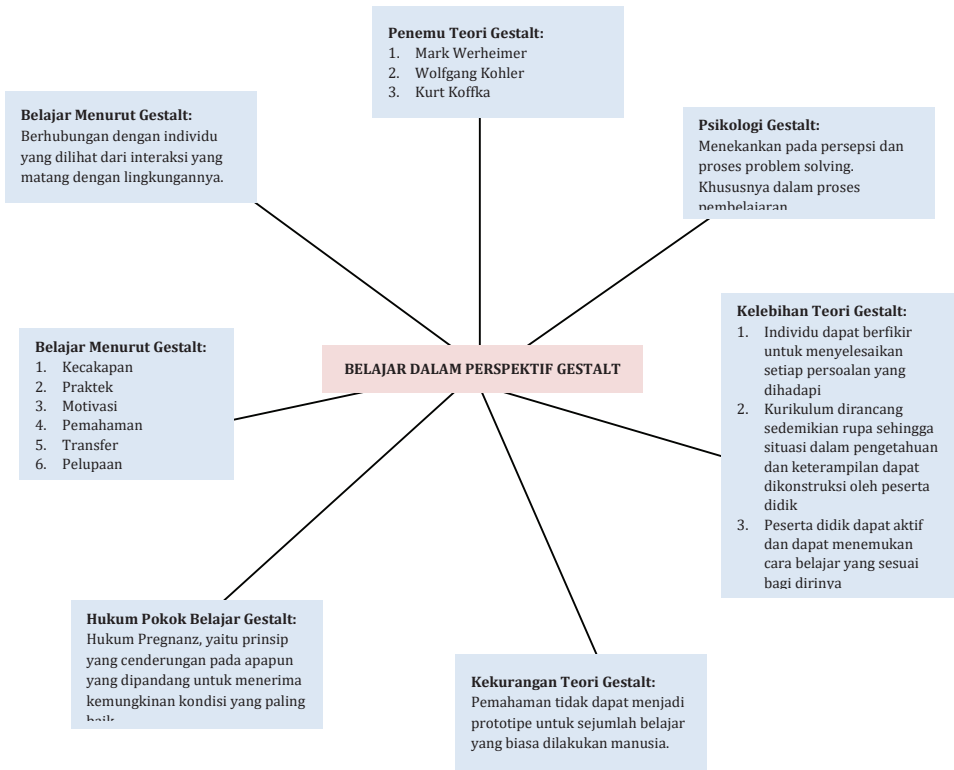 Penemu Teori Gestalt:
1. Mark Werheimer
2. Wolfgang Kohler
3. Kurt Koffka
Belajar Menurut Gestalt:
Berhubungan dengan individu
yang dilihat dari interaksi yang
matang dengan lingkungannya.
Psikologi Gestalt:
Menekankan pada persepsi dan
proses problem solving.
Khususnya dalam proses
pembelajaran
Kelebihan Teori Gestalt:
1. Individu dapat berfikir
untuk menyelesaikan
setiap persoalan yang
dihadapi
2. Kurikulum dirancang
sedemikian rupa sehingga
situasi dalam pengetahuan
dan keterampilan dapat
dikonstruksi oleh peserta
didik
3. Peserta didik dapat aktif
dan dapat menemukan
cara belajar yang sesuai
bagi dirinya
Belajar Menurut Gestalt:
1. Kecakapan
2. Praktek
3. Motivasi
4. Pemahaman
5. Transfer
6. Pelupaan
BELAJAR DALAM PERSPEKTIF GESTALT
Hukum Pokok Belajar Gestalt:
Hukum Pregnanz, yaitu prinsip
yang cenderungan pada apapun
yang dipandang untuk menerima
kemungkinan kondisi yang paling
baik
Kekurangan Teori Gestalt:
Pemahaman tidak dapat menjadi
prototipe untuk sejumlah belajar
yang biasa dilakukan manusia.